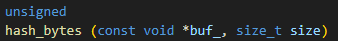 unsigned
hash_bytes (const void *buf_, size_t size)